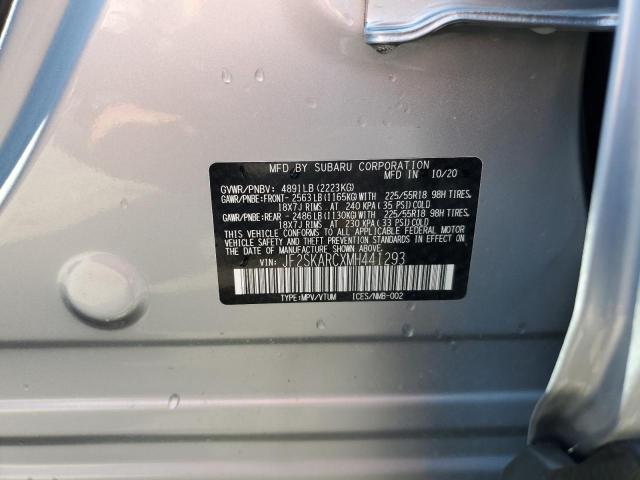 MFD BY SUBARU CORPORATION
MFD IN 10/20
GVWR/PNBV: 4891LB(2223KG)
GAWR/PNBE:FRONT- 2563LB(1165KG)WITH 225/55R18 98H TIRES,
18X7J RIMS AT 240 KPA(35 PSI)COLD
GAWR/PNBE:REAR - 2486LB(1130KG)WITH 225/55R18 98H TIRES,
18X7J RIMS AT 230 KPA(33 PSI)COLD
THIS VEHICLE CONFORMS TO ALL APPLICABLE FEDERAL MOTOR
VEHICLE SAFETY AND THEFT PREVENTION STANDARDS IN EFFECT ON
THE DATE OF MANUFACTURE SHOWN ABOVE.
VIN: JF2SKARCXMH441293
TYPE:MPV/VTUM ICES/NMB-002